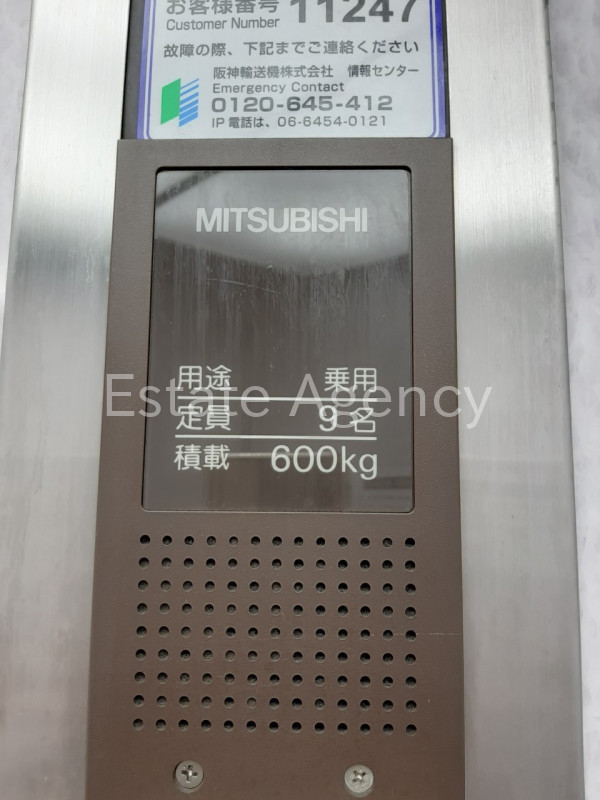 お客様番号 11247
Customer Number
故障の際、下記までご連絡ください
阪神輸送機株式会社 情報センター
Emergency Contact
0120-645-412
IP電話は、06-6454-0121
MITSUBISHI
用途 乗用
Estate Agency
定員 9名
積載 600kg